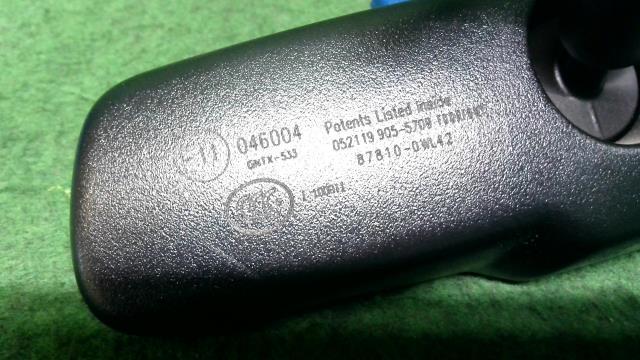 046004
GNTX-533
Patents Listed Inside
052119 905-5708
87810-0WL42